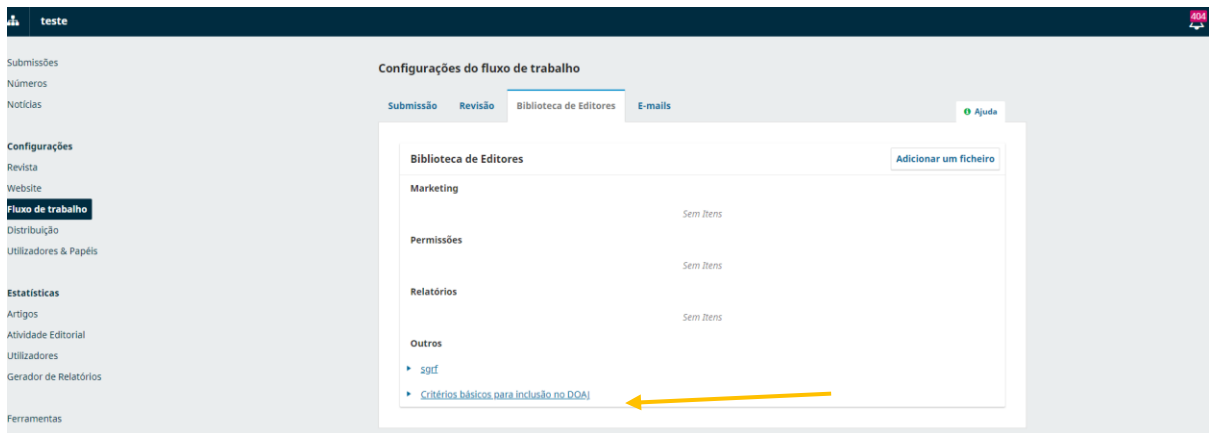 teste
404
Submissões
Números
Notícias
Configurações
Revista
Website
Fluxo de trabalho
Distribuição
Utilizadores & Papéis
Estatísticas
Artigos
Atividade Editorial
Utilizadores
Gerador de Relatórios
Ferramentas
Configurações do fluxo de trabalho
Submissão Revisão Biblioteca de Editores E-mails
Ajuda
Biblioteca de Editores Adicionar um ficheiro
Marketing
Sem Itens
Permissões
Sem Itens
Relatórios
Sem Itens
Outros
sgrf
Critérios básicos para inclusão no DOAJ